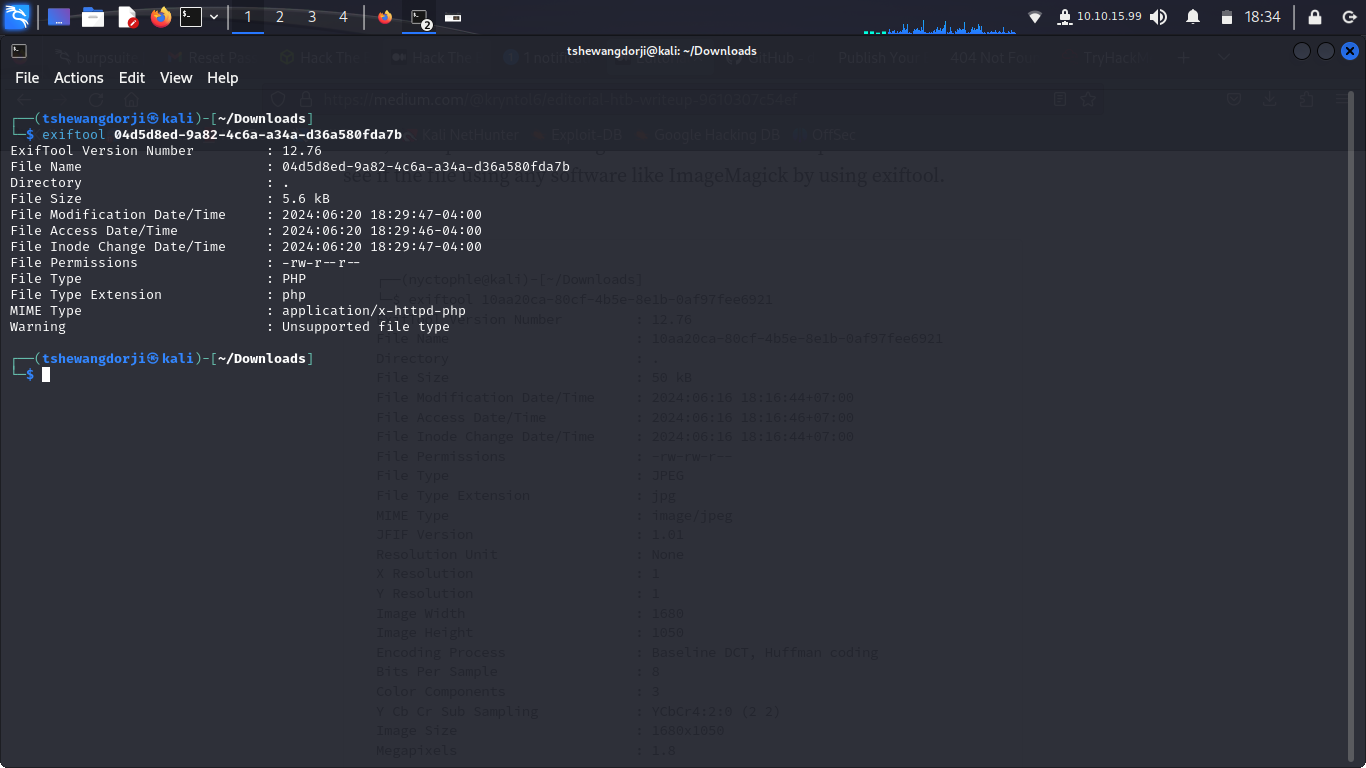 1 2 3 4 2 10.10.15.99 18:34
tshewangdorji@kali: ~/Downloads
File Actions Edit View Help
burpsuite Reset Pa Hack The Hack The GitHub Publish Your 404 Not Fou TryHackM
┌──(tshewangdorji㉿kali)-[~/Downloads]
└─$ exiftool 04d5d8ed-9a82-4c6a-a34a-d36a580fda7b
Kali NetHunter Exploit-DB Google Hacking DB OffSec
ExifTool Version Number : 12.76
File Name : 04d5d8ed-9a82-4c6a-a34a-d36a580fda7b
see if the file using any software like ImageMagick by using exiftool.
Directory : .
File Size : 5.6 kB
File Modification Date/Time : 2024:06:20 18:29:47-04:00
File Access Date/Time : 2024:06:20 18:29:46-04:00
File Inode Change Date/Time : 2024:06:20 18:29:47-04:00
File Permissions : -rw-r--r--
File Type : PHP
File Type Extension : php
MIME Type : application/x-httpd-php
Warning : Unsupported file type
┌──(tshewangdorji㉿kali)-[~/Downloads]
└─$
┌──(nyctophle@kali)-[~/Downloads]
└─$ exiftool 10aa20ca-80cf-4b5e-8e1b-0af97fee6921
Version Number : 12.76
File Name : 10aa20ca-80cf-4b5e-8e1b-0af97fee6921
Directory : .
File Size : 50 kB
File Modification Date/Time : 2024:06:16 18:16:44+07:00
File Access Date/Time : 2024:06:16 18:16:46+07:00
File Inode Change Date/Time : 2024:06:16 18:16:44+07:00
File Permissions : -rw-rw-r--
File Type : JPEG
File Type Extension : jpg
MIME Type : image/jpeg
JFIF Version : 1.01
Resolution Unit : None
X Resolution : 1
Y Resolution : 1
Image Width : 1680
Image Height : 1050
Encoding Process : Baseline DCT, Huffman coding
Bits Per Sample : 8
Color Components : 3
Y Cb Cr Sub Sampling : YCbCr4:2:0 (2 2)
Image Size : 1680x1050
Megapixels : 1.8